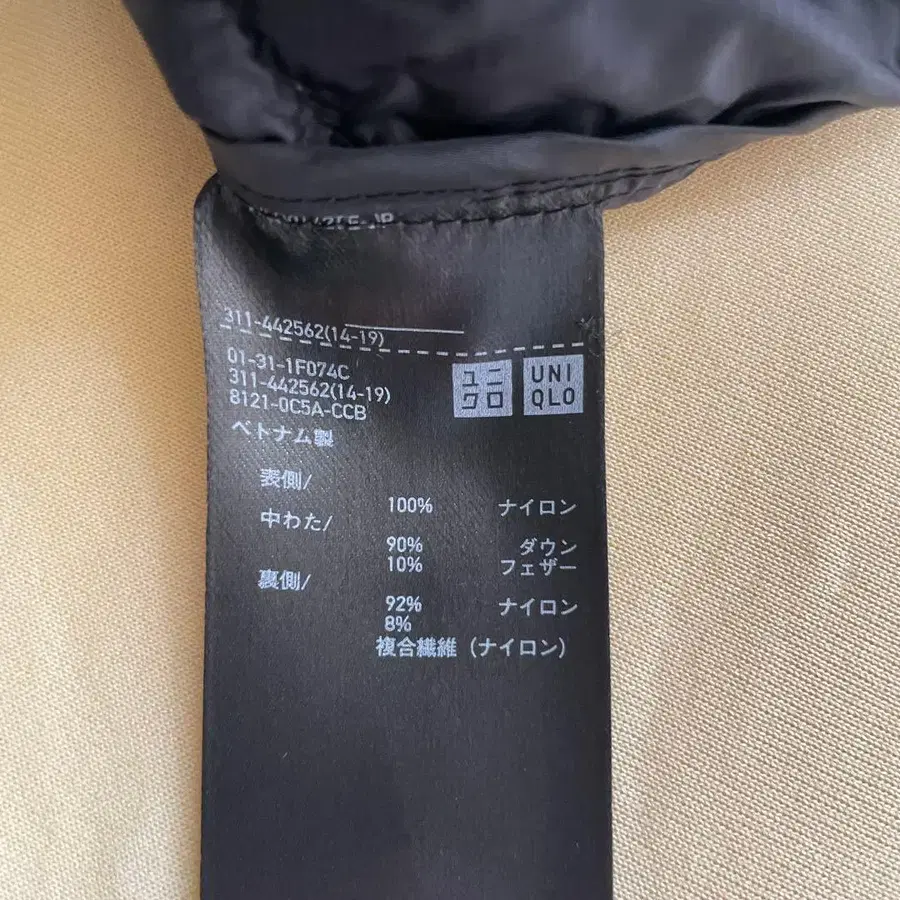 311-442562(14-19)
01-31-1F074C
311-442562(14-19)
8121-0C5A-CCB
ユニクロ
UNIQLO
ベトナム製
表側/
100% ナイロン
中わた/
90% ダウン
10% フェザー
裏側/
92% ナイロン
8%
複合繊維 (ナイロン)